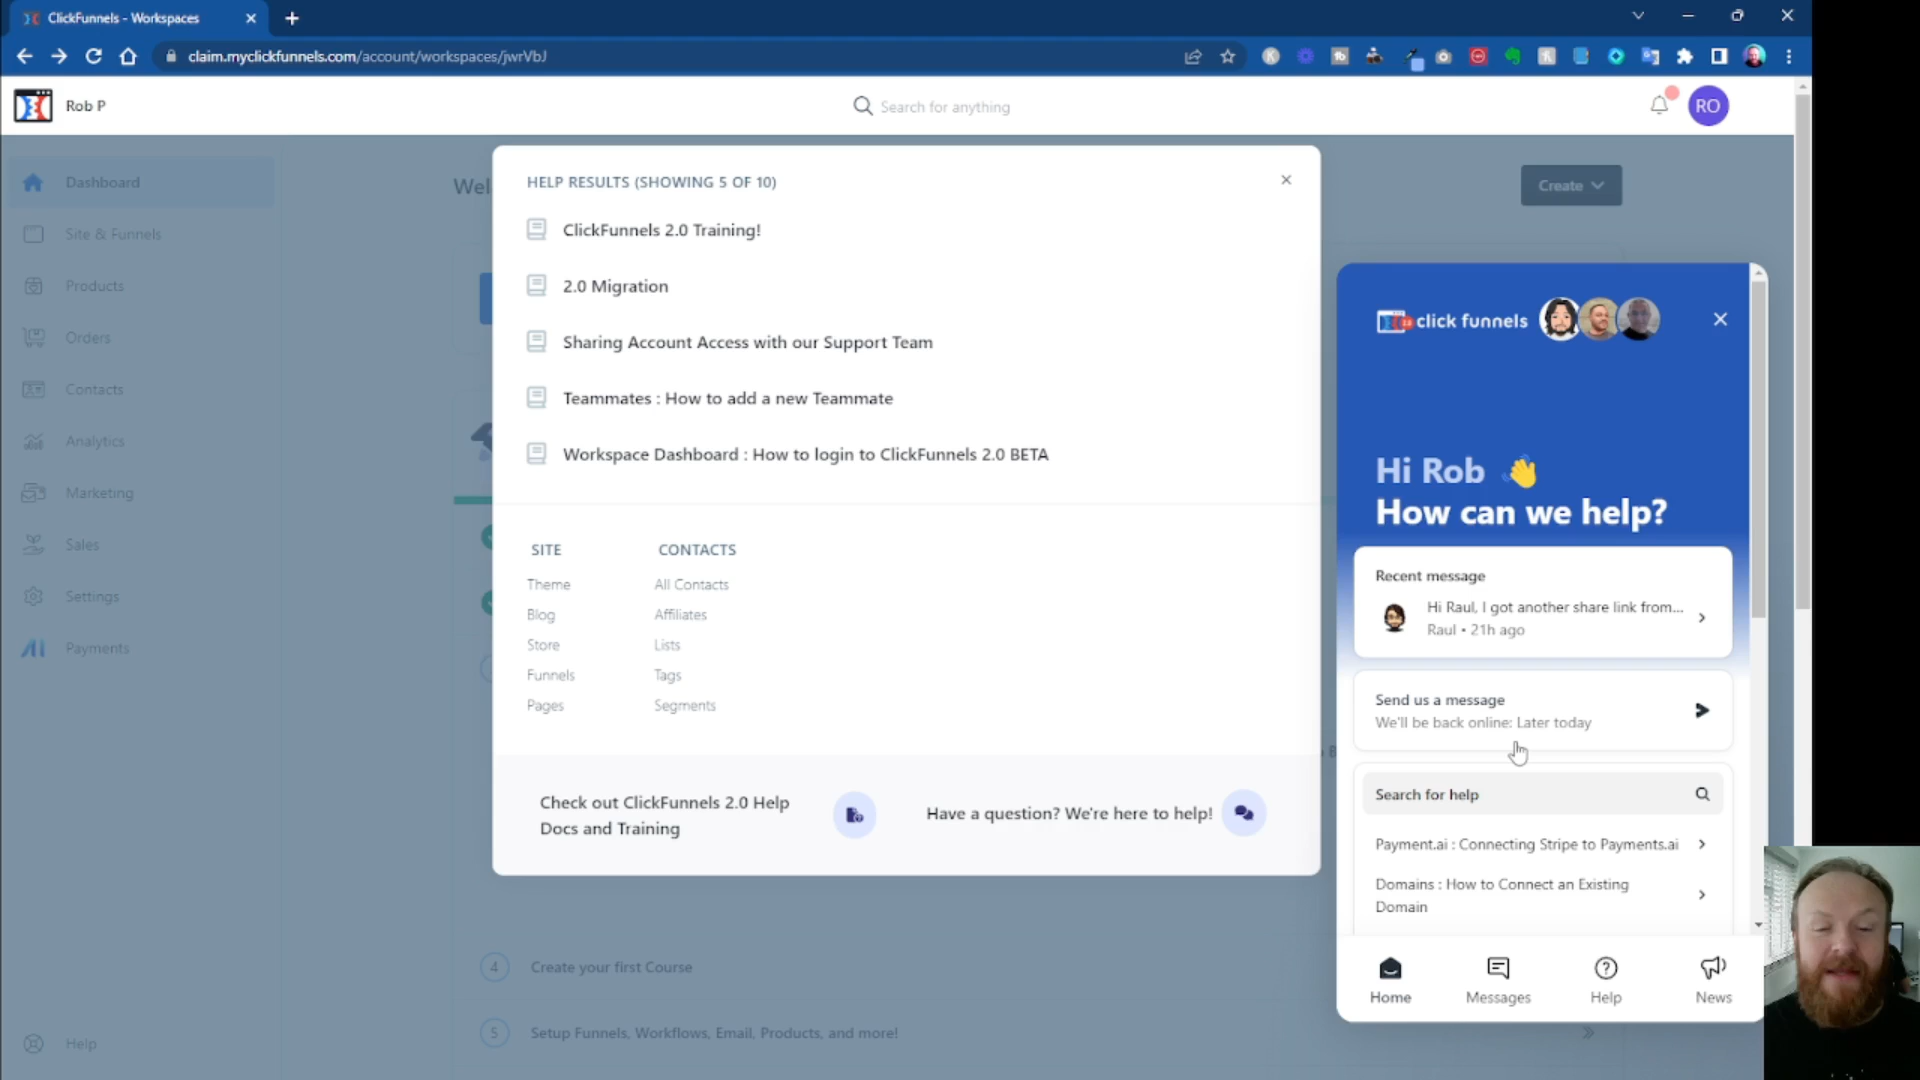 ClickFunnels - Workspaces
claim.myclickfunnels.com/account/workspaces/jwrVbJ
Rob P
Search for anything
RO
Dashboard
Site & Funnels
Products
Orders
Contacts
Analytics
Marketing
Sales
Settings
Payments
Help
Wel
Create
HELP RESULTS (SHOWING 5 OF 10)
ClickFunnels 2.0 Training!
2.0 Migration
Sharing Account Access with our Support Team
Teammates : How to add a new Teammate
Workspace Dashboard : How to login to ClickFunnels 2.0 BETA
SITE
Theme
Blog
Store
Funnels
Pages
CONTACTS
All Contacts
Affiliates
Lists
Tags
Segments
Check out ClickFunnels 2.0 Help
Docs and Training
Have a question? We're here to help!
4 Create your first Course
5 Setup Funnels, Workflows, Email, Products, and more!
click funnels
Hi Rob 👋
How can we help?
Recent message
Hi Raul, I got another share link from...
Raul • 21h ago
Send us a message
We'll be back online: Later today
Search for help
Payment.ai : Connecting Stripe to Payments.ai
Domains : How to Connect an Existing
Domain
Home
Messages
Help
News